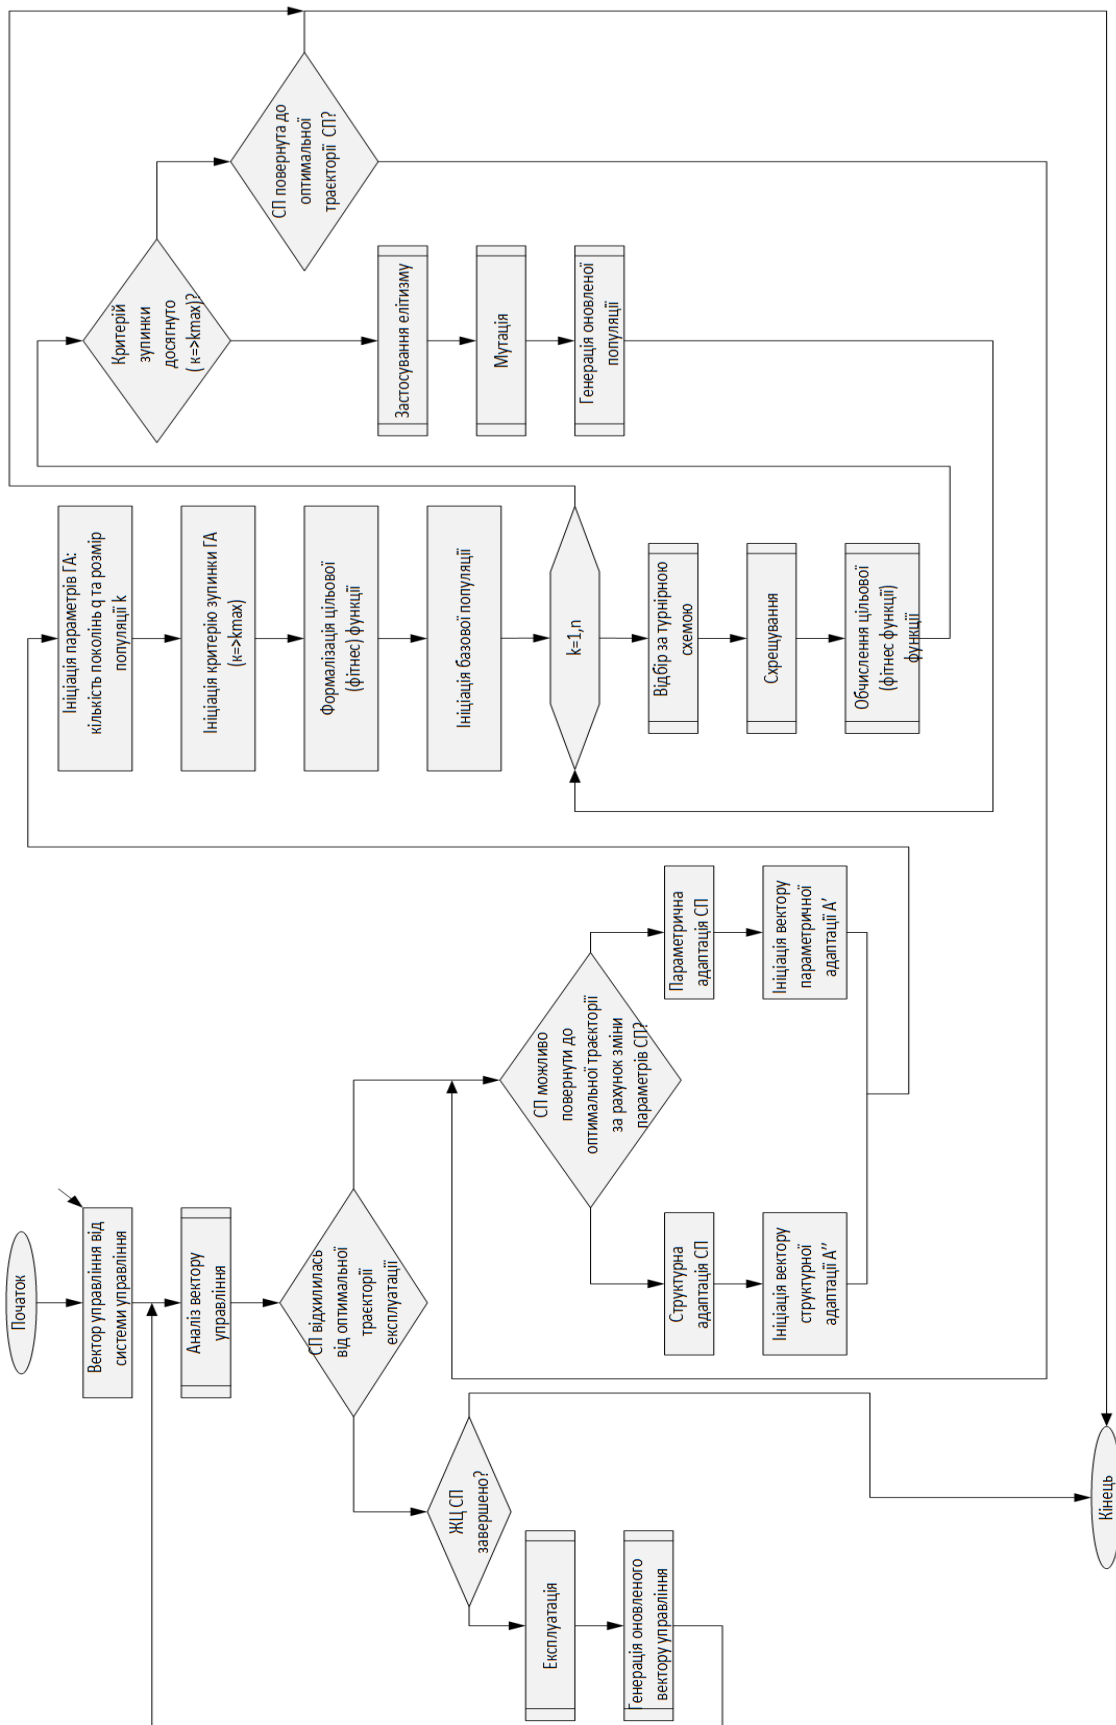 Початок
Вектор управління від
системи управління
Аналіз вектору
управління
СП відхилилась
від оптимальної
траєкторії
експлуатації
ЖЦ СП
завершено?
Експлуатація
Генерація оновленого
вектору управління
СП можливо
повернути до
оптимальної траєкторії
за рахунок зміни
параметрів СП?
Структурна
адаптація СП
Ініціація вектору
структурної
адаптації А′′
Параметрична
адаптація СП
Ініціація вектору
параметричної
адаптації А′
Ініціація параметрів ГА:
кількість поколінь q та розмір
популяції k
Ініціація критерію зупинки ГА
(к=>kmax)
Формалізація цільової
(фітнес) функції
Ініціація базової популяції
k=1,n
Відбір за турнірною
схемою
Схрещування
Обчислення цільової
(фітнес функції)
функції
Критерій
зупинки
досягнуто
( к=>kmax)?
Застосування елітизму
Мутація
Генерація оновленої
популяції
СП повернута до
оптимальної
траєкторії СП?
Кінець